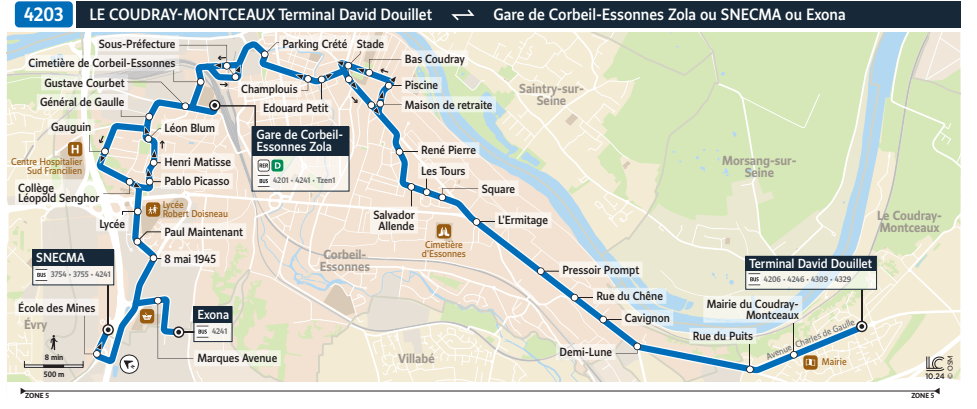 4203 LE COUDRAY-MONTCEAUX Terminal David Douillet Gare de Corbeil-Essonnes Zola ou SNECMA ou Exona
Sous-Préfecture
Parking Crété
Stade
Cimetière de Corbeil-Essonnes
Bas Coudray
Gustave Courbet
Champlouis
Piscine
Général de Gaulle
Edouard Petit
Maison de retraite
Saintry-sur-
Seine
Gauguin
Léon Blum
Gare de Corbeil-
Essonnes Zola
RER D
BUS 4201 • 4241 • Tzen1
H
Centre Hospitalier
Sud Francilien
Henri Matisse
René Pierre
Morsang-sur-
Seine
Pablo Picasso
Les Tours
Collège
Léopold Senghor
Square
Lycée
Robert Doisneau
Lycée
Salvador
Allende
L'Ermitage
Le Coudray-
Montceaux
Paul Maintenant
Cimetière
d'Essonnes
SNECMA
BUS 3754 • 3755 • 4241
8 mai 1945
Corbeil-
Essonnes
Terminal David Douillet
BUS 4206 • 4246 • 4309 • 4329
Pressoir Prompt
École des Mines
Exona
BUS 4241
Rue du Chêne
Mairie du Coudray-
Montceaux
Évry
Cavignon
Rue du Puits
Avenue Charles de Gaulle
8 min
500 m
Marques Avenue
Villabé
Demi-Lune
Mairie
LC
10.24 © OSM
ZONE 5
ZONE 5